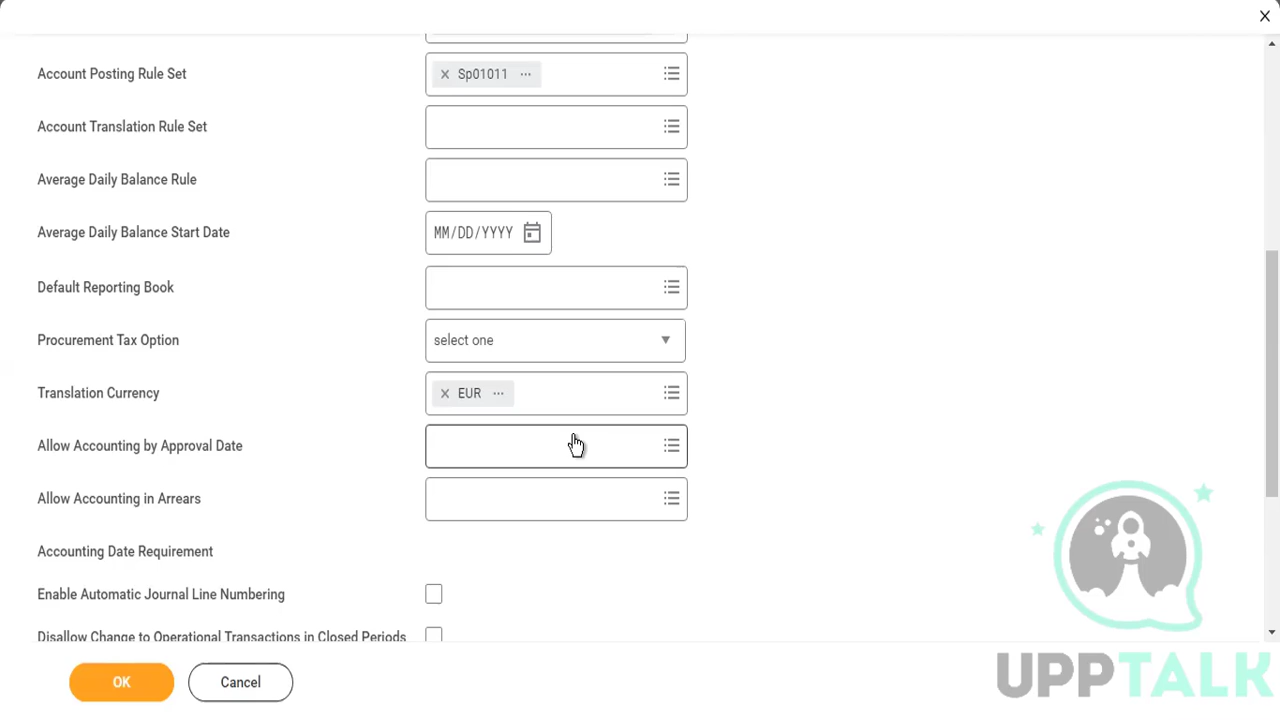 X
Account Posting Rule Set
× Sp01011 ...
Account Translation Rule Set
Average Daily Balance Rule
Average Daily Balance Start Date
MM/DD/YYYY
Default Reporting Book
Procurement Tax Option
select one
Translation Currency
× EUR ...
Allow Accounting by Approval Date
Allow Accounting in Arrears
Accounting Date Requirement
Enable Automatic Journal Line Numbering
Disallow Change to Operational Transactions in Closed Periods
OK
Cancel
UPPTALK